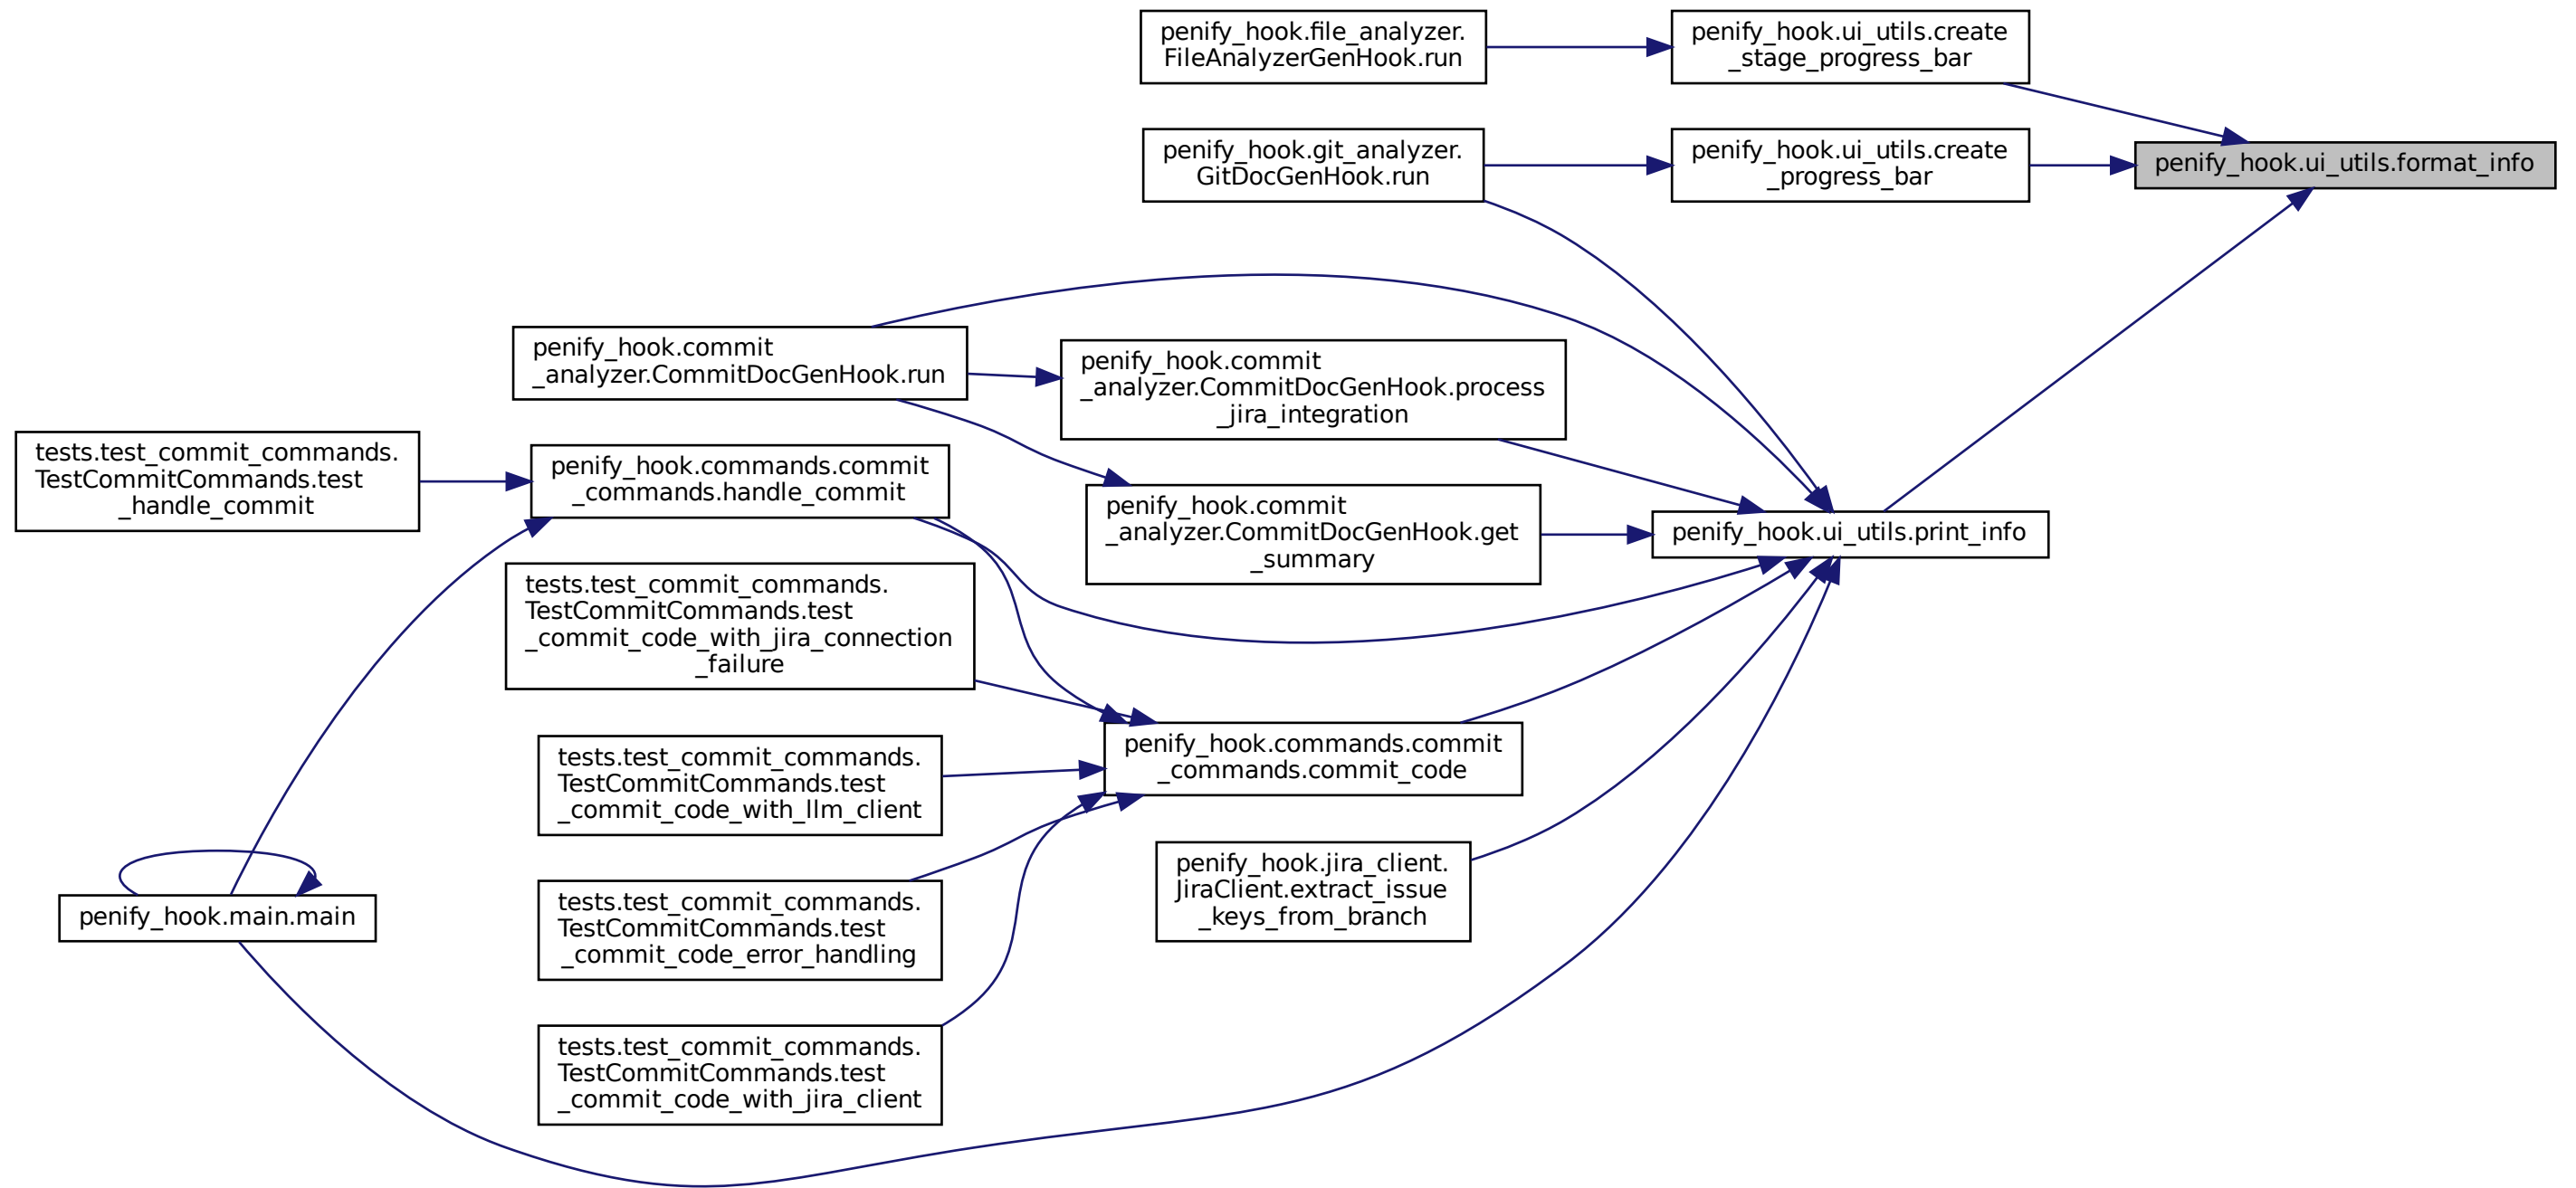 penify_hook.file_analyzer.
FileAnalyzerGenHook.run
penify_hook.ui_utils.create
_stage_progress_bar
penify_hook.git_analyzer.
GitDocGenHook.run
penify_hook.ui_utils.create
_progress_bar
penify_hook.ui_utils.format_info
penify_hook.commit
_analyzer.CommitDocGenHook.run
penify_hook.commit
_analyzer.CommitDocGenHook.process
_jira_integration
tests.test_commit_commands.
TestCommitCommands.test
_handle_commit
penify_hook.commands.commit
_commands.handle_commit
penify_hook.commit
_analyzer.CommitDocGenHook.get
_summary
penify_hook.ui_utils.print_info
tests.test_commit_commands.
TestCommitCommands.test
_commit_code_with_jira_connection
_failure
penify_hook.commands.commit
_commands.commit_code
tests.test_commit_commands.
TestCommitCommands.test
_commit_code_with_llm_client
penify_hook.jira_client.
JiraClient.extract_issue
_keys_from_branch
penify_hook.main.main
tests.test_commit_commands.
TestCommitCommands.test
_commit_code_error_handling
tests.test_commit_commands.
TestCommitCommands.test
_commit_code_with_jira_client